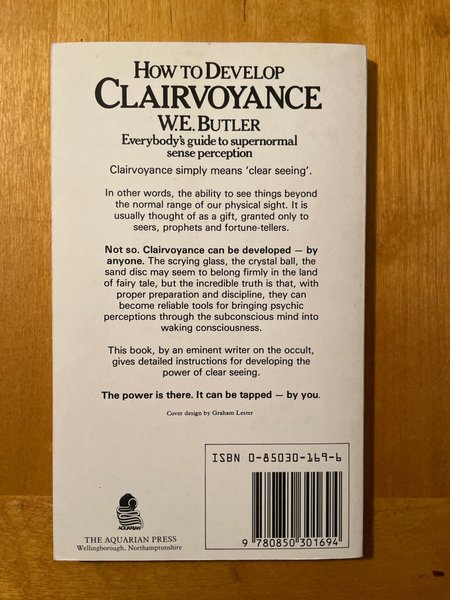 HOW TO DEVELOP
CLAIRVOYANCE
W.E. BUTLER
Everybody's guide to supernormal
sense perception
Clairvoyance simply means 'clear seeing'.
In other words, the ability to see things beyond
the normal range of our physical sight. It is
usually thought of as a gift, granted only to
seers, prophets and fortune-tellers.
Not so. Clairvoyance can be developed — by
anyone. The scrying glass, the crystal ball, the
sand disc may seem to belong firmly in the land
of fairy tale, but the incredible truth is that, with
proper preparation and discipline, they can
become reliable tools for bringing psychic
perceptions through the subconscious mind into
waking consciousness.
This book, by an eminent writer on the occult,
gives detailed instructions for developing the
power of clear seeing.
The power is there. It can be tapped — by you.
Cover design by Graham Lester
ISBN 0-85030-169-6
AQUARIAN
THE AQUARIAN PRESS
Wellingborough, Northamptonshire
9 780850 301694